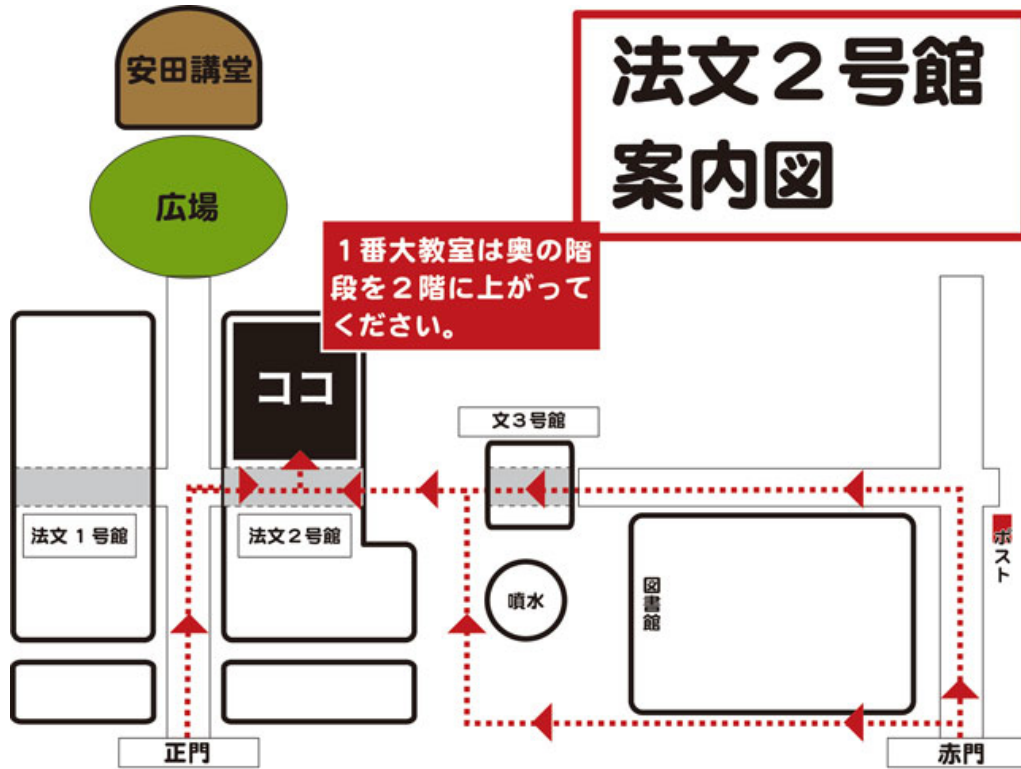 安田講堂
法文２号館
案内図
広場
１番大教室は奥の階
段を２階に上がって
ください。
ココ
文３号館
法文１号館
法文２号館
ポスト
図書館
噴水
正門
赤門